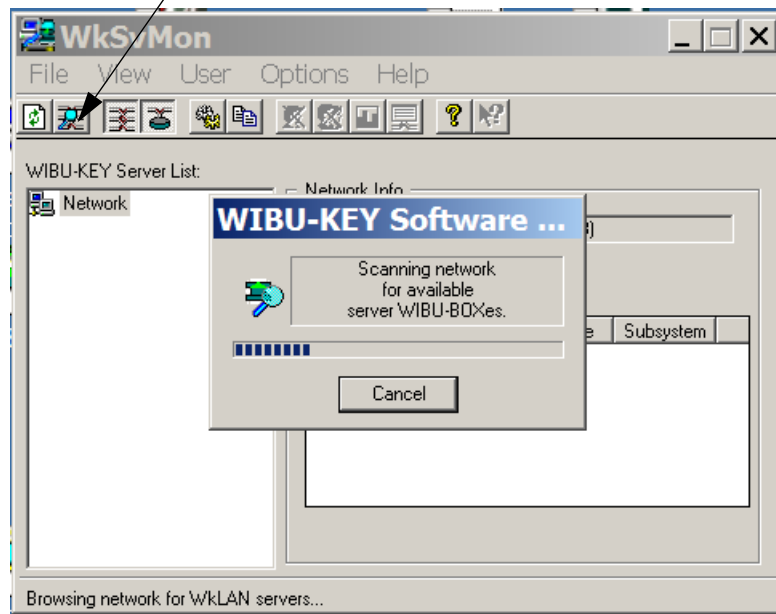 WkSvMon
File View User Options Help
WIBU-KEY Server List:
Network
Network Info
WIBU-KEY Software ...
Scanning network
for available
server WIBU-BOXes.
Subsystem
Cancel
Browsing network for WkLAN servers...